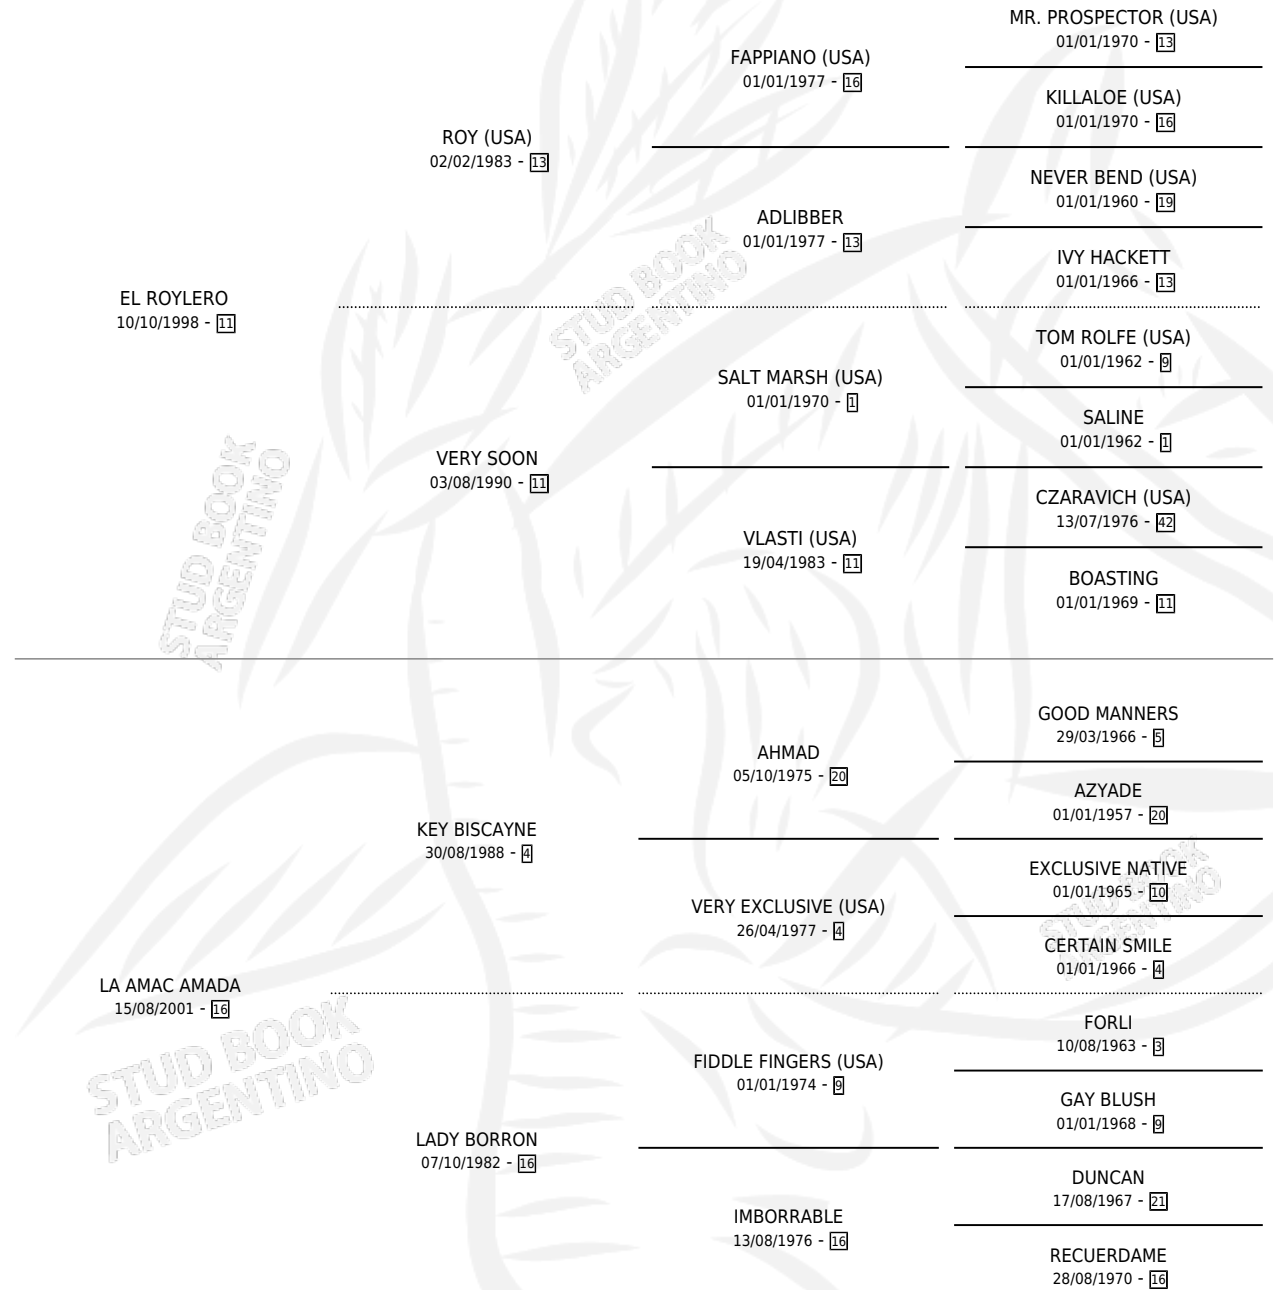 MR. PROSPECTOR (USA)
01/01/1970 - 13
FAPPIANO (USA)
01/01/1977 - 16
KILLALOE (USA)
01/01/1970 - 16
ROY (USA)
02/02/1983 - 13
NEVER BEND (USA)
01/01/1960 - 19
ADLIBBER
01/01/1977 - 13
IVY HACKETT
01/01/1966 - 13
EL ROYLERO
10/10/1998 - 11
TOM ROLFE (USA)
01/01/1962 - 9
SALT MARSH (USA)
01/01/1970 - 1
SALINE
01/01/1962 - 1
VERY SOON
03/08/1990 - 11
CZARAVICH (USA)
13/07/1976 - 42
VLASTI (USA)
19/04/1983 - 11
BOASTING
01/01/1969 - 11
STUD BOOK
ARGENTINO
STUD BOOK
ARGENTINO
GOOD MANNERS
29/03/1966 - 5
AHMAD
05/10/1975 - 20
AZYADE
01/01/1957 - 20
KEY BISCAYNE
30/08/1988 - 4
EXCLUSIVE NATIVE
01/01/1965 - 10
VERY EXCLUSIVE (USA)
26/04/1977 - 4
CERTAIN SMILE
01/01/1966 - 4
STUD BOOK
ARGENTINO
LA AMAC AMADA
15/08/2001 - 16
FORLI
10/08/1963 - 3
FIDDLE FINGERS (USA)
01/01/1974 - 9
GAY BLUSH
01/01/1968 - 9
LADY BORRON
07/10/1982 - 16
DUNCAN
17/08/1967 - 21
IMBORRABLE
13/08/1976 - 16
RECUERDAME
28/08/1970 - 16
STUD BOOK
ARGENTINO